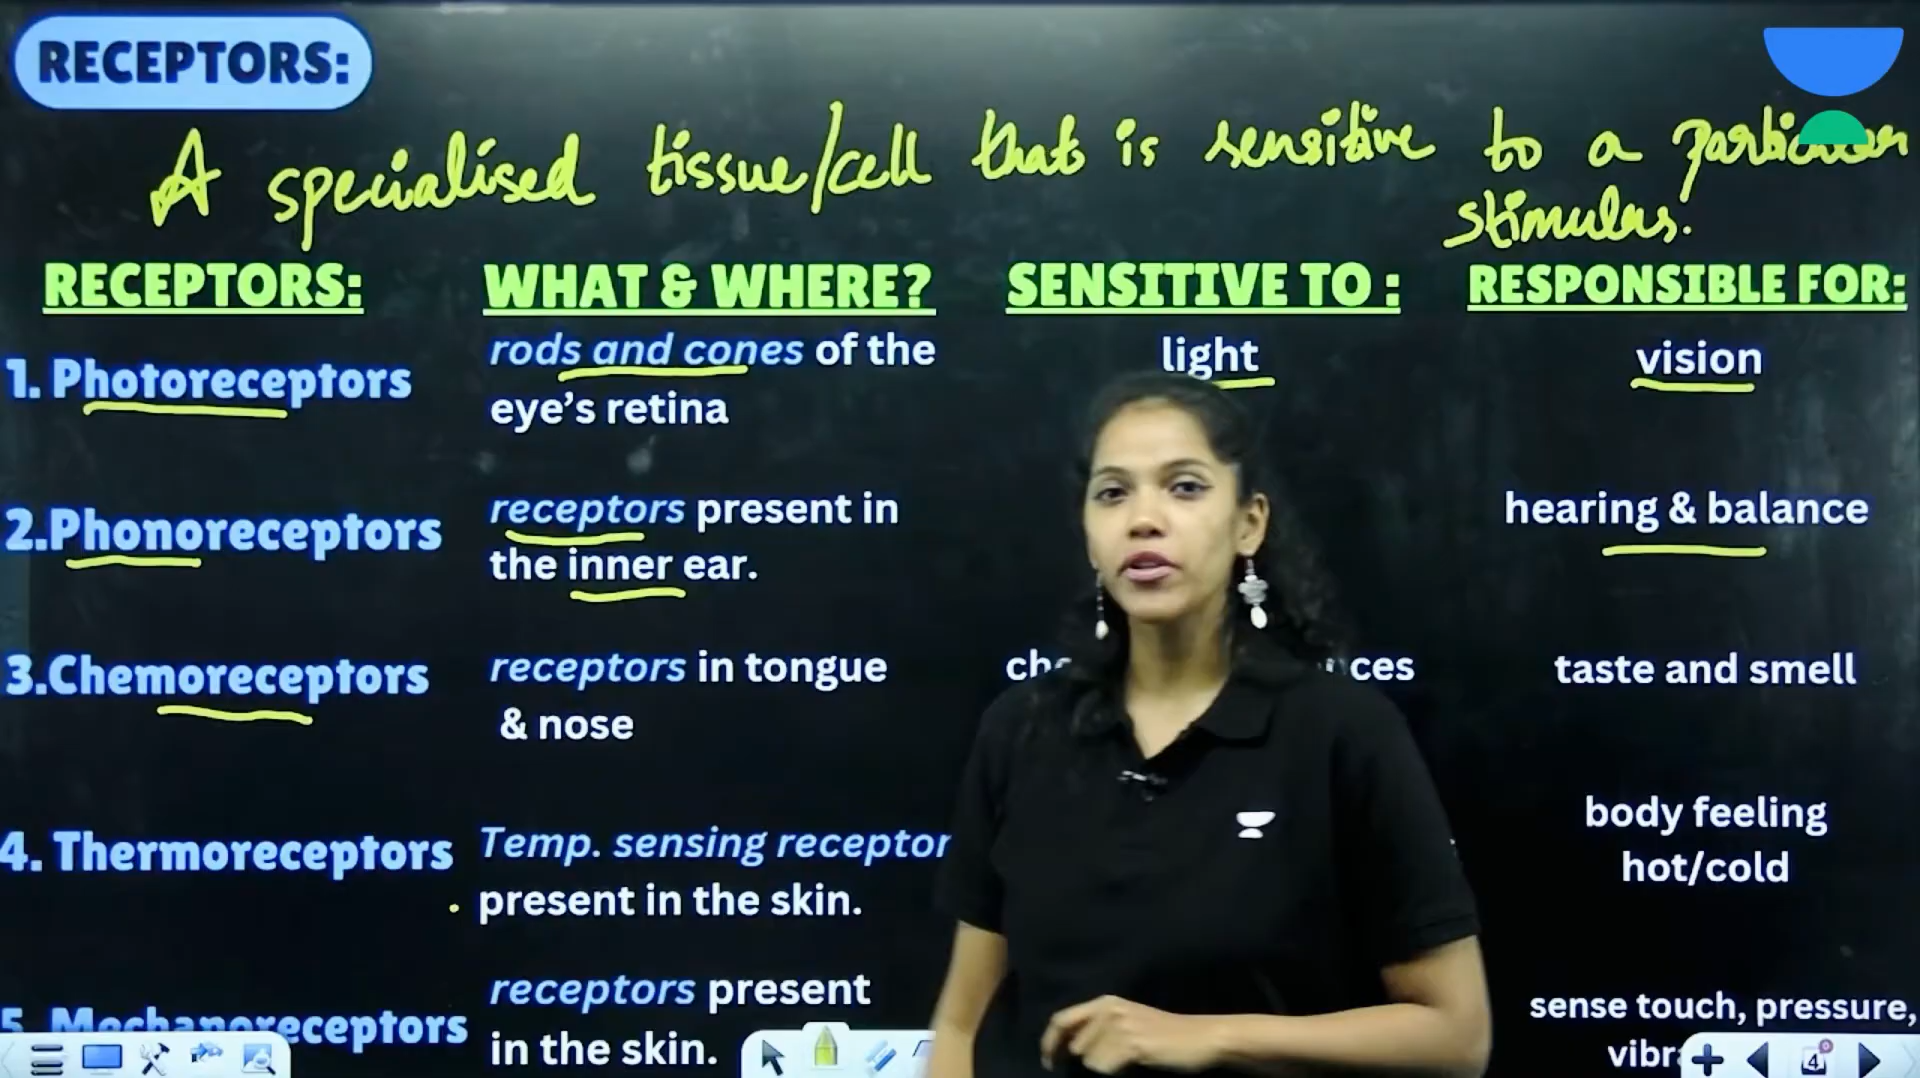 RECEPTORS:
A specialised tissue/cell that is sensitive to a particular
stimulus.
RECEPTORS: WHAT & WHERE? SENSITIVE TO : RESPONSIBLE FOR:
1. Photoreceptors rods and cones of the light vision
eye's retina
2.Phonoreceptors receptors present in hearing & balance
the inner ear.
3.Chemoreceptors receptors in tongue taste and smell
& nose
4. Thermoreceptors Temp. sensing receptor body feeling
present in the skin. hot/cold
5. Mechanoreceptors receptors present sense touch, pressure,
in the skin.
4